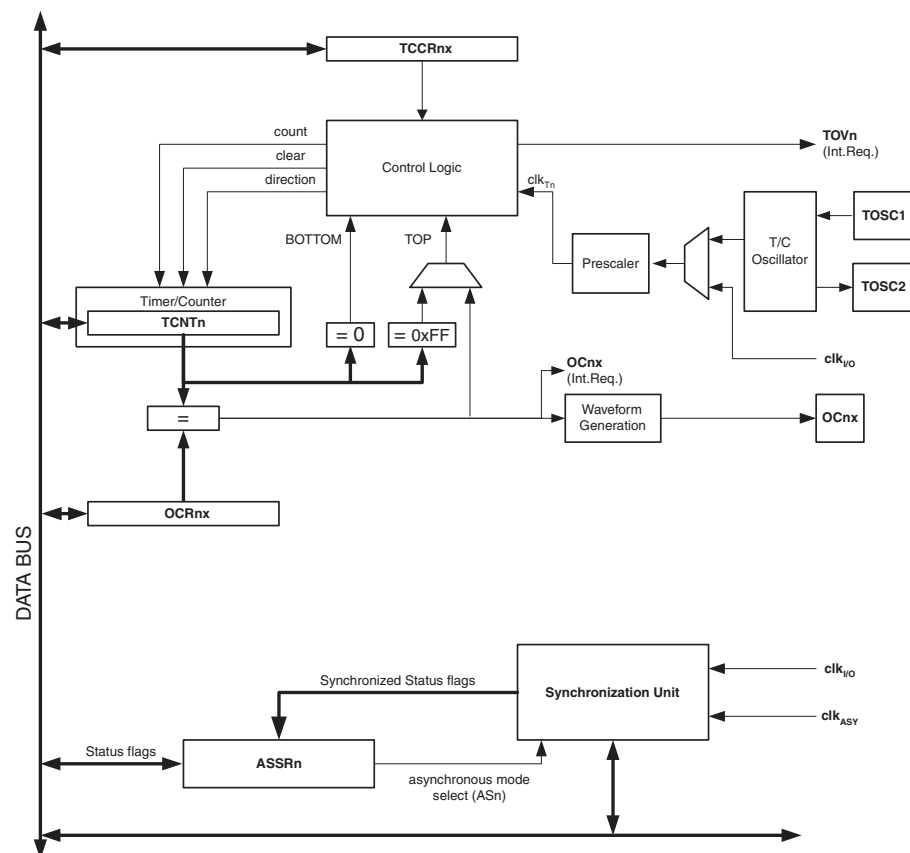 TCCRnx
count
clear
direction
Control Logic
TOVn
(Int.Req.)
clkTn
BOTTOM
TOP
Prescaler
T/C
Oscillator
TOSC1
TOSC2
Timer/Counter
TCNTn
= 0
= 0xFF
clkI/O
OCnx
(Int.Req.)
=
Waveform
Generation
OCnx
OCRnx
DATA BUS
Synchronized Status flags
Synchronization Unit
clkI/O
clkASY
Status flags
ASSRn
asynchronous mode
select (ASn)